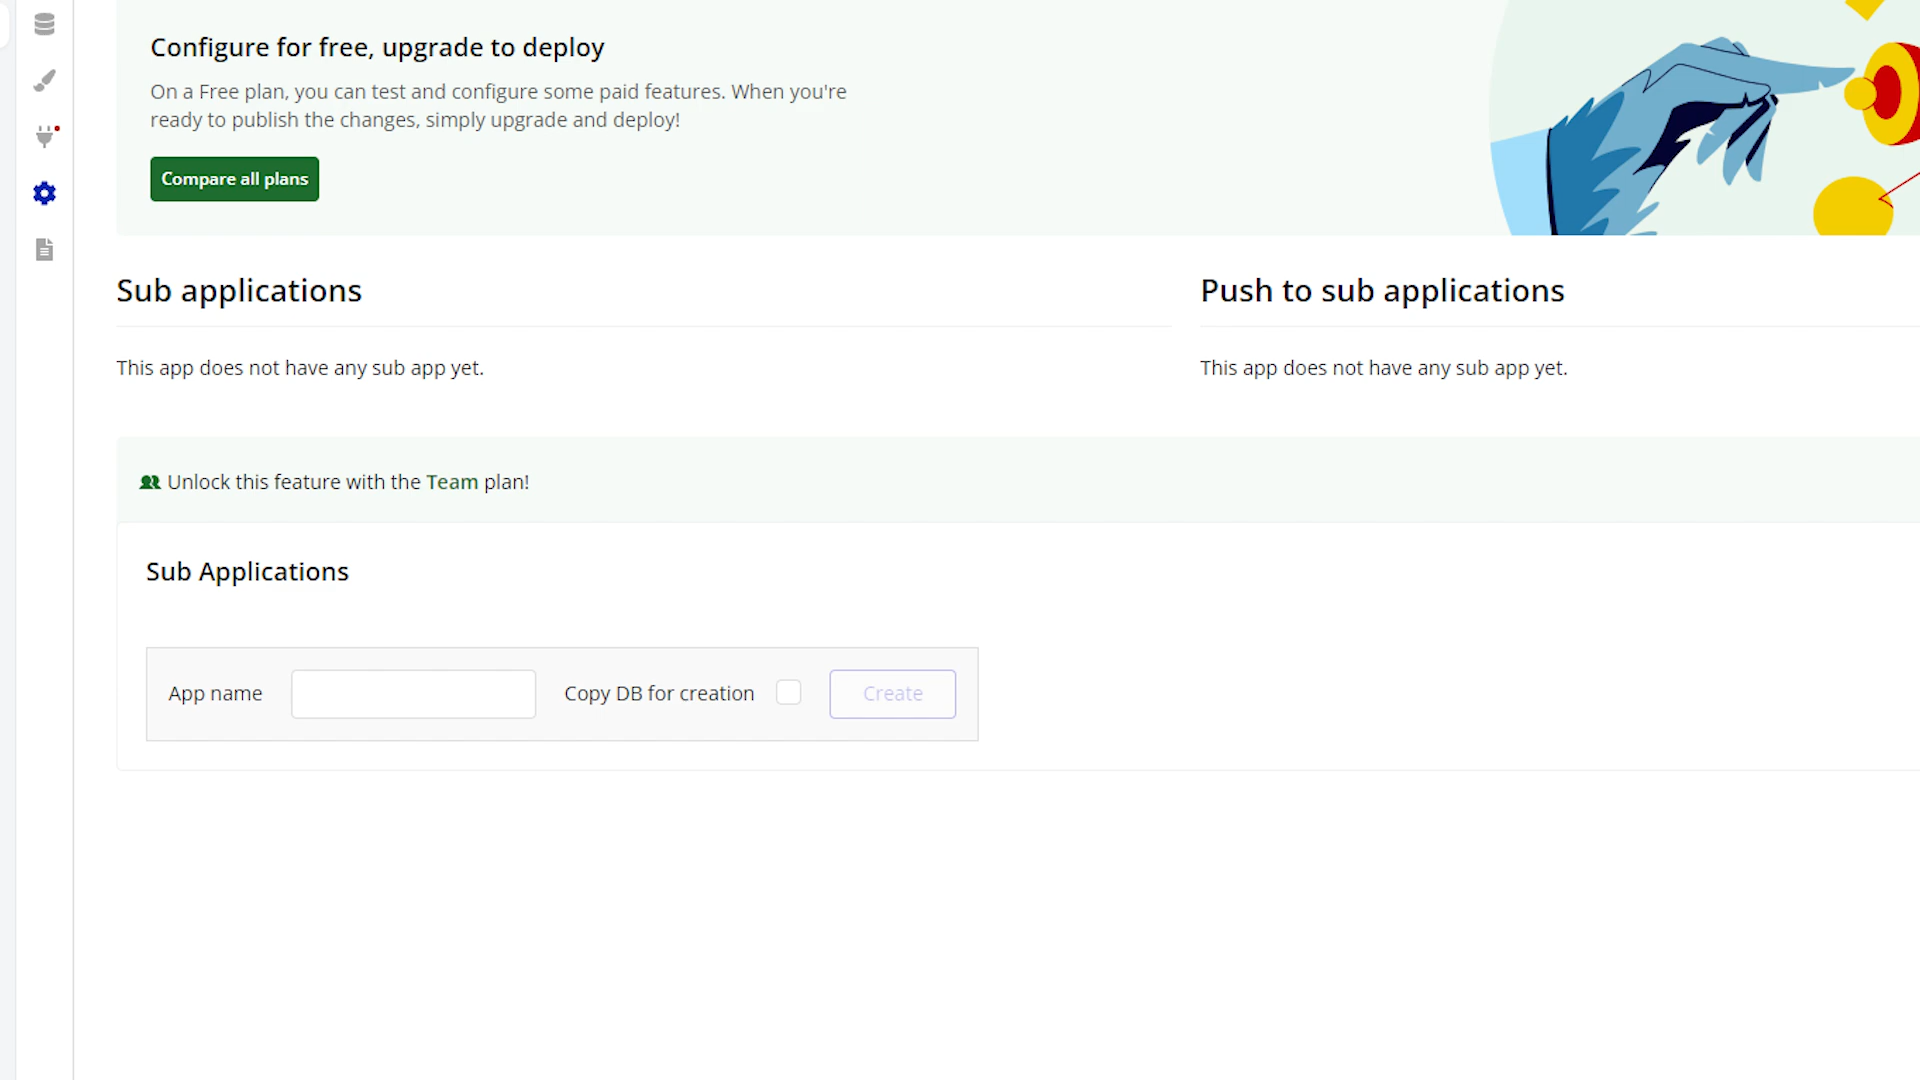 Configure for free, upgrade to deploy
On a Free plan, you can test and configure some paid features. When you're
ready to publish the changes, simply upgrade and deploy!
Compare all plans
Sub applications
This app does not have any sub app yet.
Push to sub applications
This app does not have any sub app yet.
Unlock this feature with the Team plan!
Sub Applications
App name
Copy DB for creation
Create